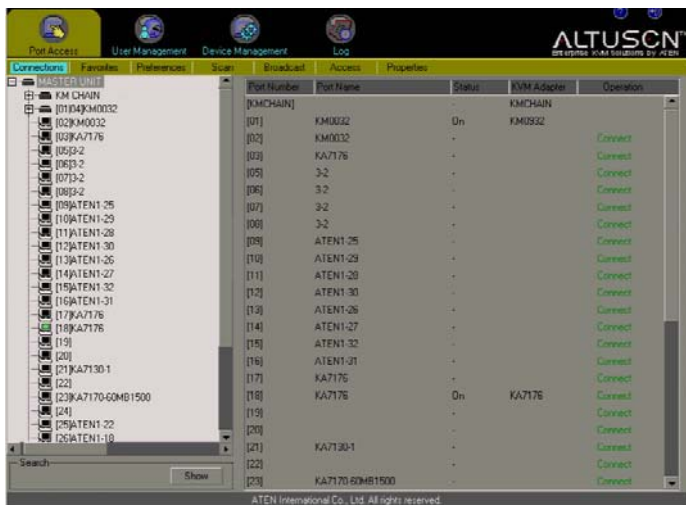 Port Access User Management Device Management Log
ALTUSCN™
Enterprise KVM Solutions by ATEN
Connections Favorites Preferences Scan Broadcast Access Properties
MASTER UNIT
KM CHAIN
[01|04]KM0032
[02]KM0032
[03]KA7176
[05]3-2
[06]3-2
[07]3-2
[08]3-2
[09]ATEN1-25
[10]ATEN1-29
[11]ATEN1-28
[12]ATEN1-30
[13]ATEN1-26
[14]ATEN1-27
[15]ATEN1-32
[16]ATEN1-31
[17]KA7176
[18]KA7176
[19]
[20]
[21]KA7130-1
[22]
[23]KA7170-60MB1500
[24]
[25]ATEN1-22
[26]ATEN1-18
Search
Show
Port Number Port Name Status KVM Adapter Operation
[KMCHAIN] - KMCHAIN
[01] KM0032 On KM0932
[02] KM0032 - Connect
[03] KA7176 - Connect
[05] 3-2 - Connect
[06] 3-2 - Connect
[07] 3-2 - Connect
[08] 3-2 - Connect
[09] ATEN1-25 - Connect
[10] ATEN1-29 - Connect
[11] ATEN1-28 - Connect
[12] ATEN1-30 - Connect
[13] ATEN1-26 - Connect
[14] ATEN1-27 - Connect
[15] ATEN1-32 - Connect
[16] ATEN1-31 - Connect
[17] KA7176 - Connect
[18] KA7176 On KA7176 Connect
[19] - Connect
[20] - Connect
[21] KA7130-1 - Connect
[22] - Connect
[23] KA7170-60MB1500 - Connect
ATEN International Co., Ltd. All rights reserved.